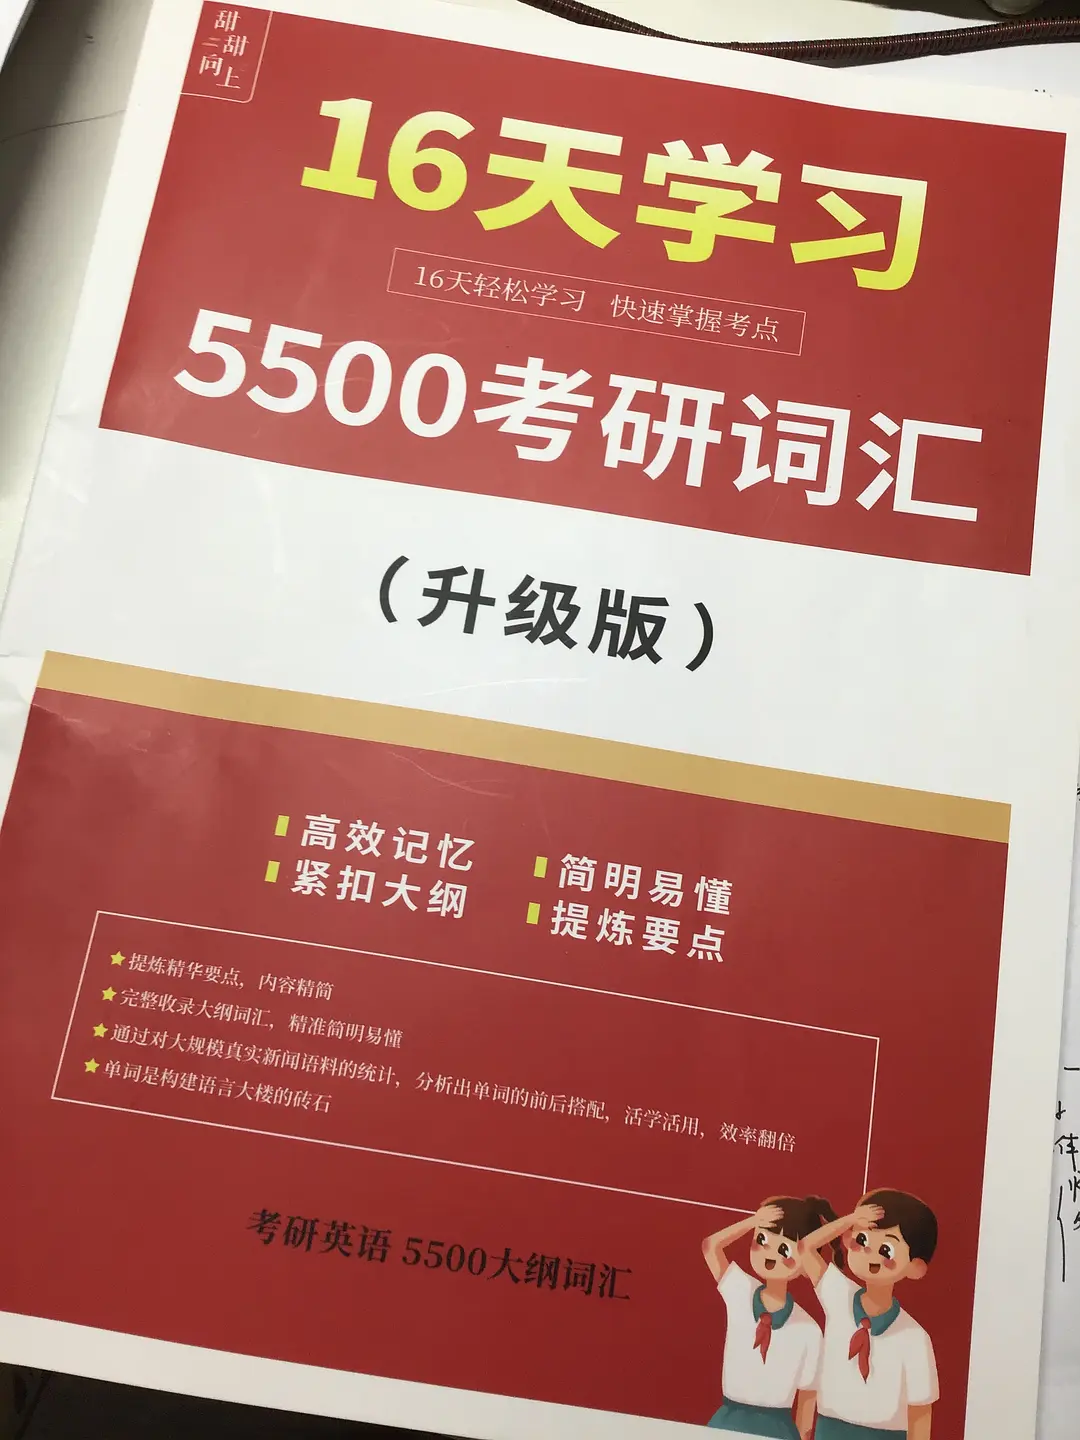 甜甜向上
16天学习
16天轻松学习 快速掌握考点
5500考研词汇
（升级版）
高效记忆
简明易懂
紧扣大纲
提炼要点
提炼精华要点，内容精简
完整收录大纲词汇，精准简明易懂
通过对大规模真实新闻语料的统计，分析出单词的前后搭配，活学活用，效率翻倍
单词是构建语言大楼的砖石
考研英语 5500大纲词汇